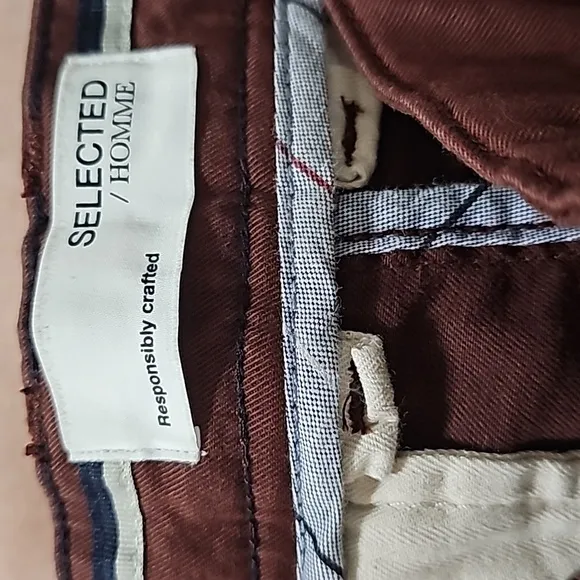 SELECTED
/ HOMME
Responsibly crafted